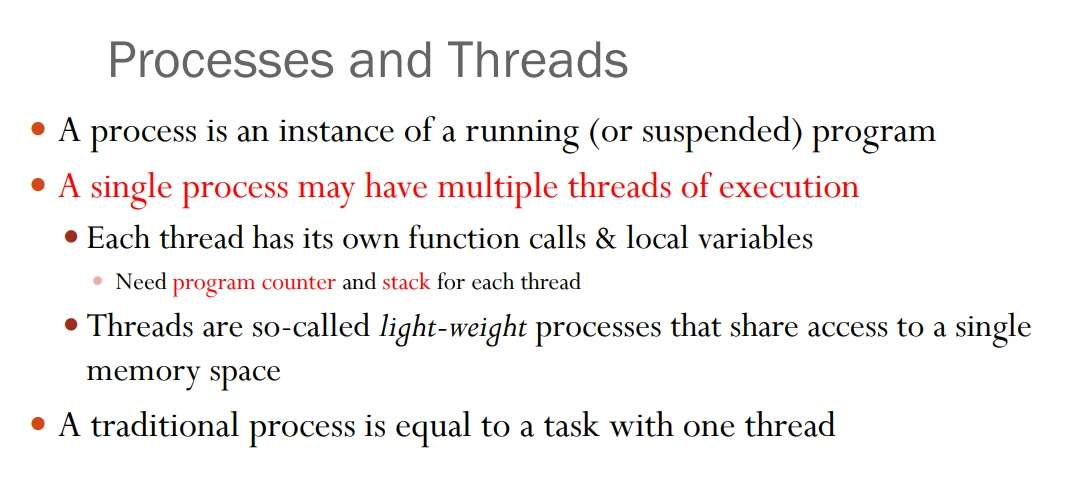 Processes and Threads
• A process is an instance of a running (or suspended) program
• A single process may have multiple threads of execution
• Each thread has its own function calls & local variables
• Need program counter and stack for each thread
• Threads are so-called light-weight processes that share access to a single
memory space
• A traditional process is equal to a task with one thread